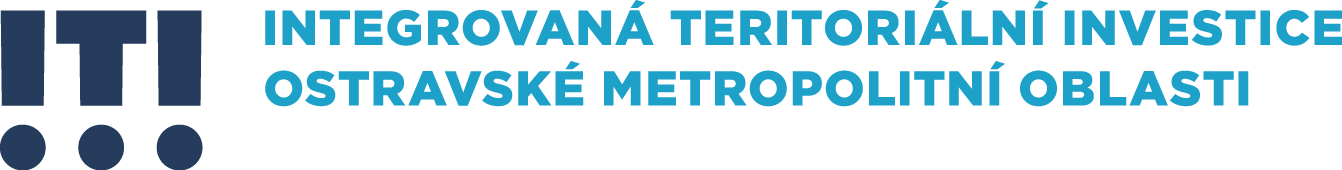 ITI
INTEGROVANÁ TERITORIÁLNÍ INVESTICE
OSTRAVSKÉ METROPOLITNÍ OBLASTI